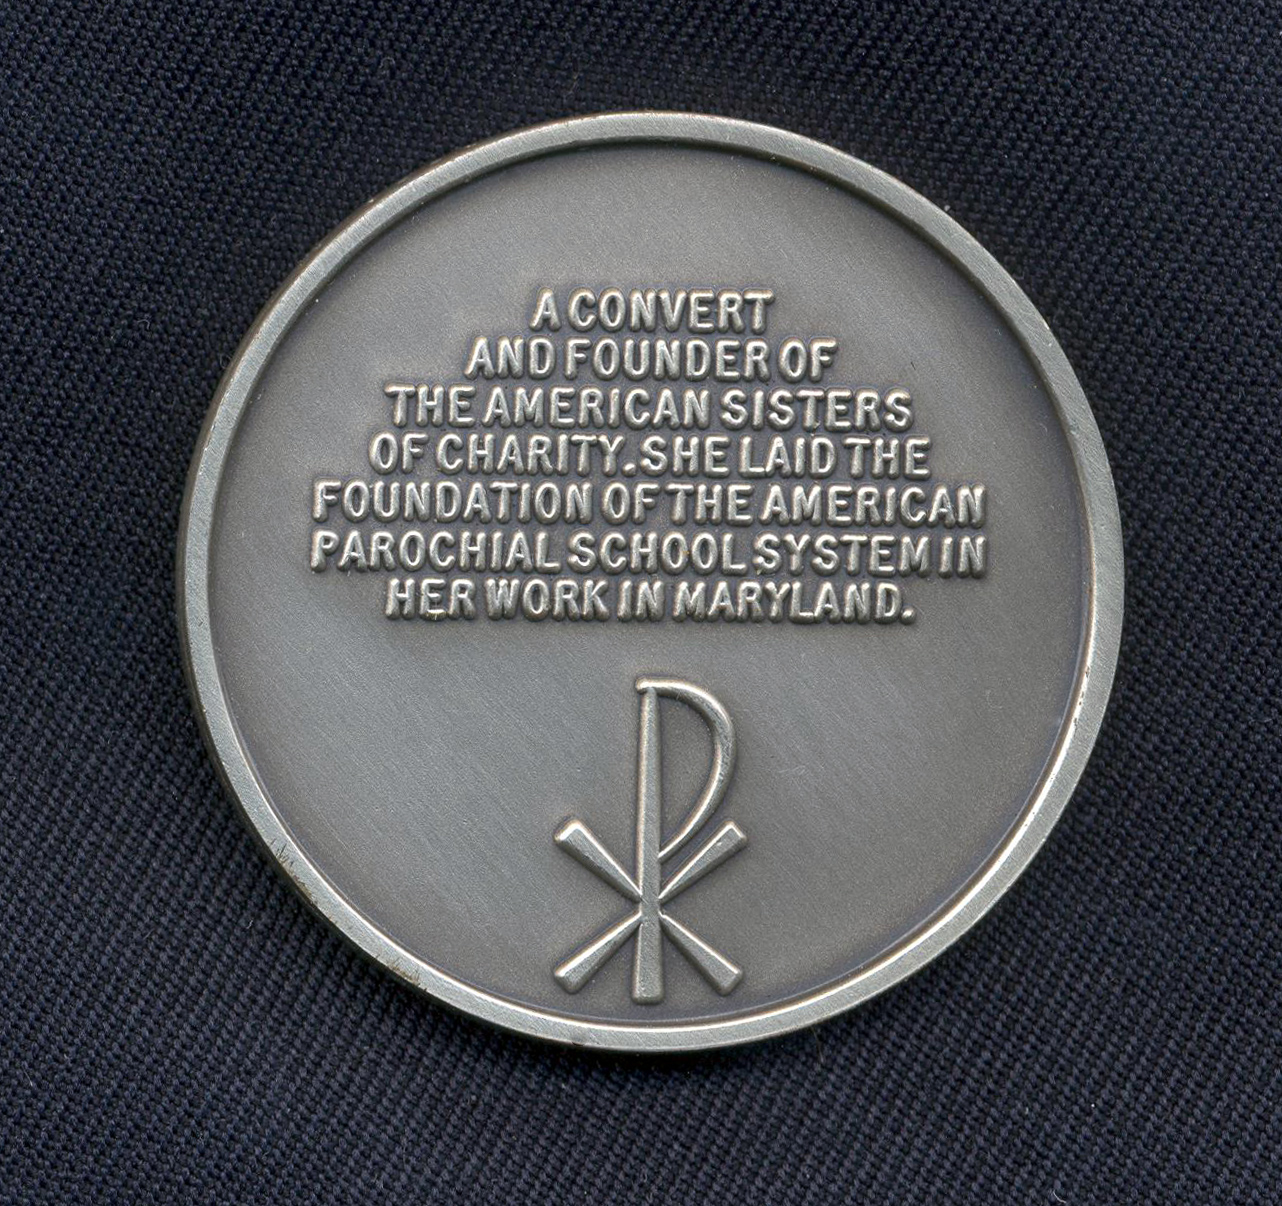 A CONVERT
AND FOUNDER OF
THE AMERICAN SISTERS
OF CHARITY. SHE LAID THE
FOUNDATION OF THE AMERICAN
PAROCHIAL SCHOOL SYSTEM IN
HER WORK IN MARYLAND.